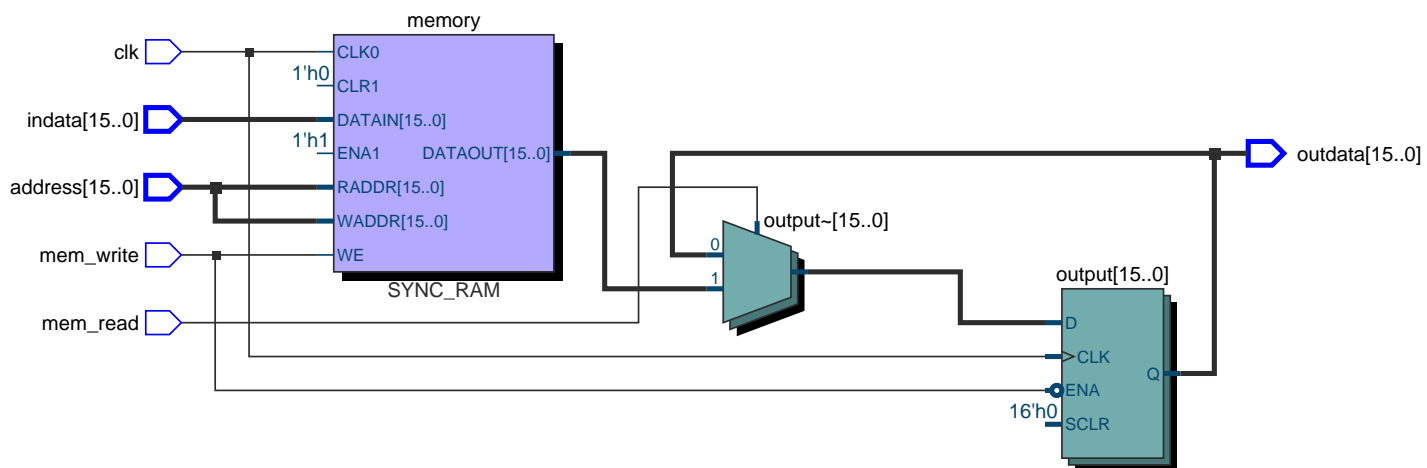 memory
clk
CLK0
1'h0
CLR1
indata[15..0]
DATAIN[15..0]
1'h1
ENA1
DATAOUT[15..0]
outdata[15..0]
address[15..0]
RADDR[15..0]
WADDR[15..0]
output~[15..0]
mem_write
WE
0
1
SYNC_RAM
output[15..0]
mem_read
D
CLK
Q
ENA
16'h0
SCLR